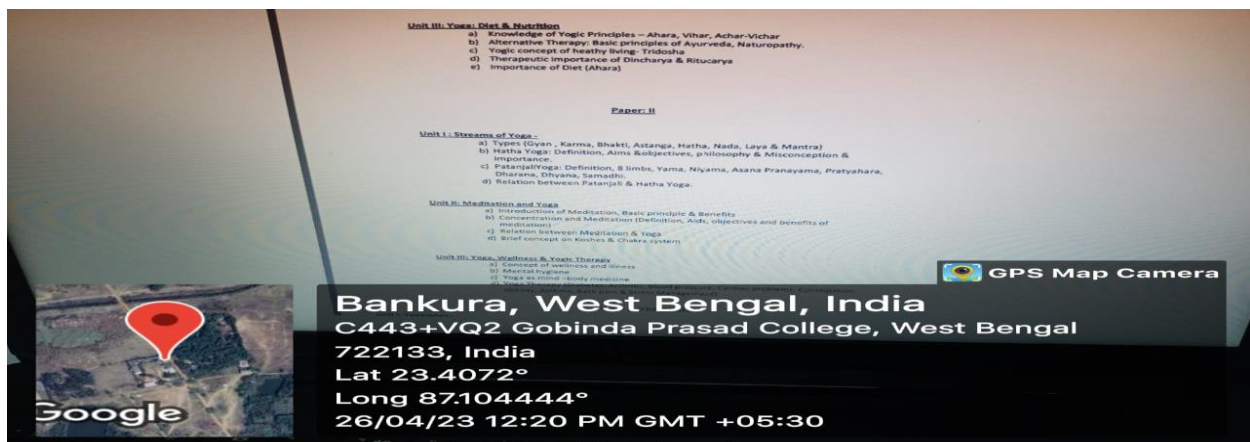 Unit III: Yoga: Diet & Nutrition
a) Knowledge of Yogic Principles – Ahara, Vihar, Achar-Vichar
b) Alternative Therapy: Basic principles of Ayurveda, Naturopathy.
c) Yogic concept of heathy living- Tridosha
d) Therapeutic importance of Dincharya & Ritucarya
e) Importance of Diet (Ahara)
Paper: II
Unit I : Streams of Yoga -
a) Types (Gyan , Karma, Bhakti, Astanga, Hatha, Nada, Laya & Mantra)
b) Hatha Yoga: Definition, Aims &objectives, philosophy & Misconception &
importance.
c) PatanjaliYoga: Definition, 8 limbs, Yama, Niyama, Asana Pranayama, Pratyahara,
Dharana, Dhyana, Samadhi.
d) Relation between Patanjali & Hatha Yoga.
Unit II: Meditation and Yoga
a) Introduction of Meditation, Basic principle & Benefits
b) Concentration and Meditation (Definition, Aids, objectives and benefits of
meditation)
c) Relation between Meditation & Yoga
d) Brief concept on Koshes & Chakra system
Unit III: Yoga, Wellness & Yogic Therapy
a) Concept of wellness and illness
b) Mental hygiene
c) Yoga as mind –body medicine
d) Yoga Therapy
GPS Map Camera
Bankura, West Bengal, India
C443+VQ2 Gobinda Prasad College, West Bengal
722133, India
Lat 23.4072°
Long 87.104444°
26/04/23 12:20 PM GMT +05:30
Google